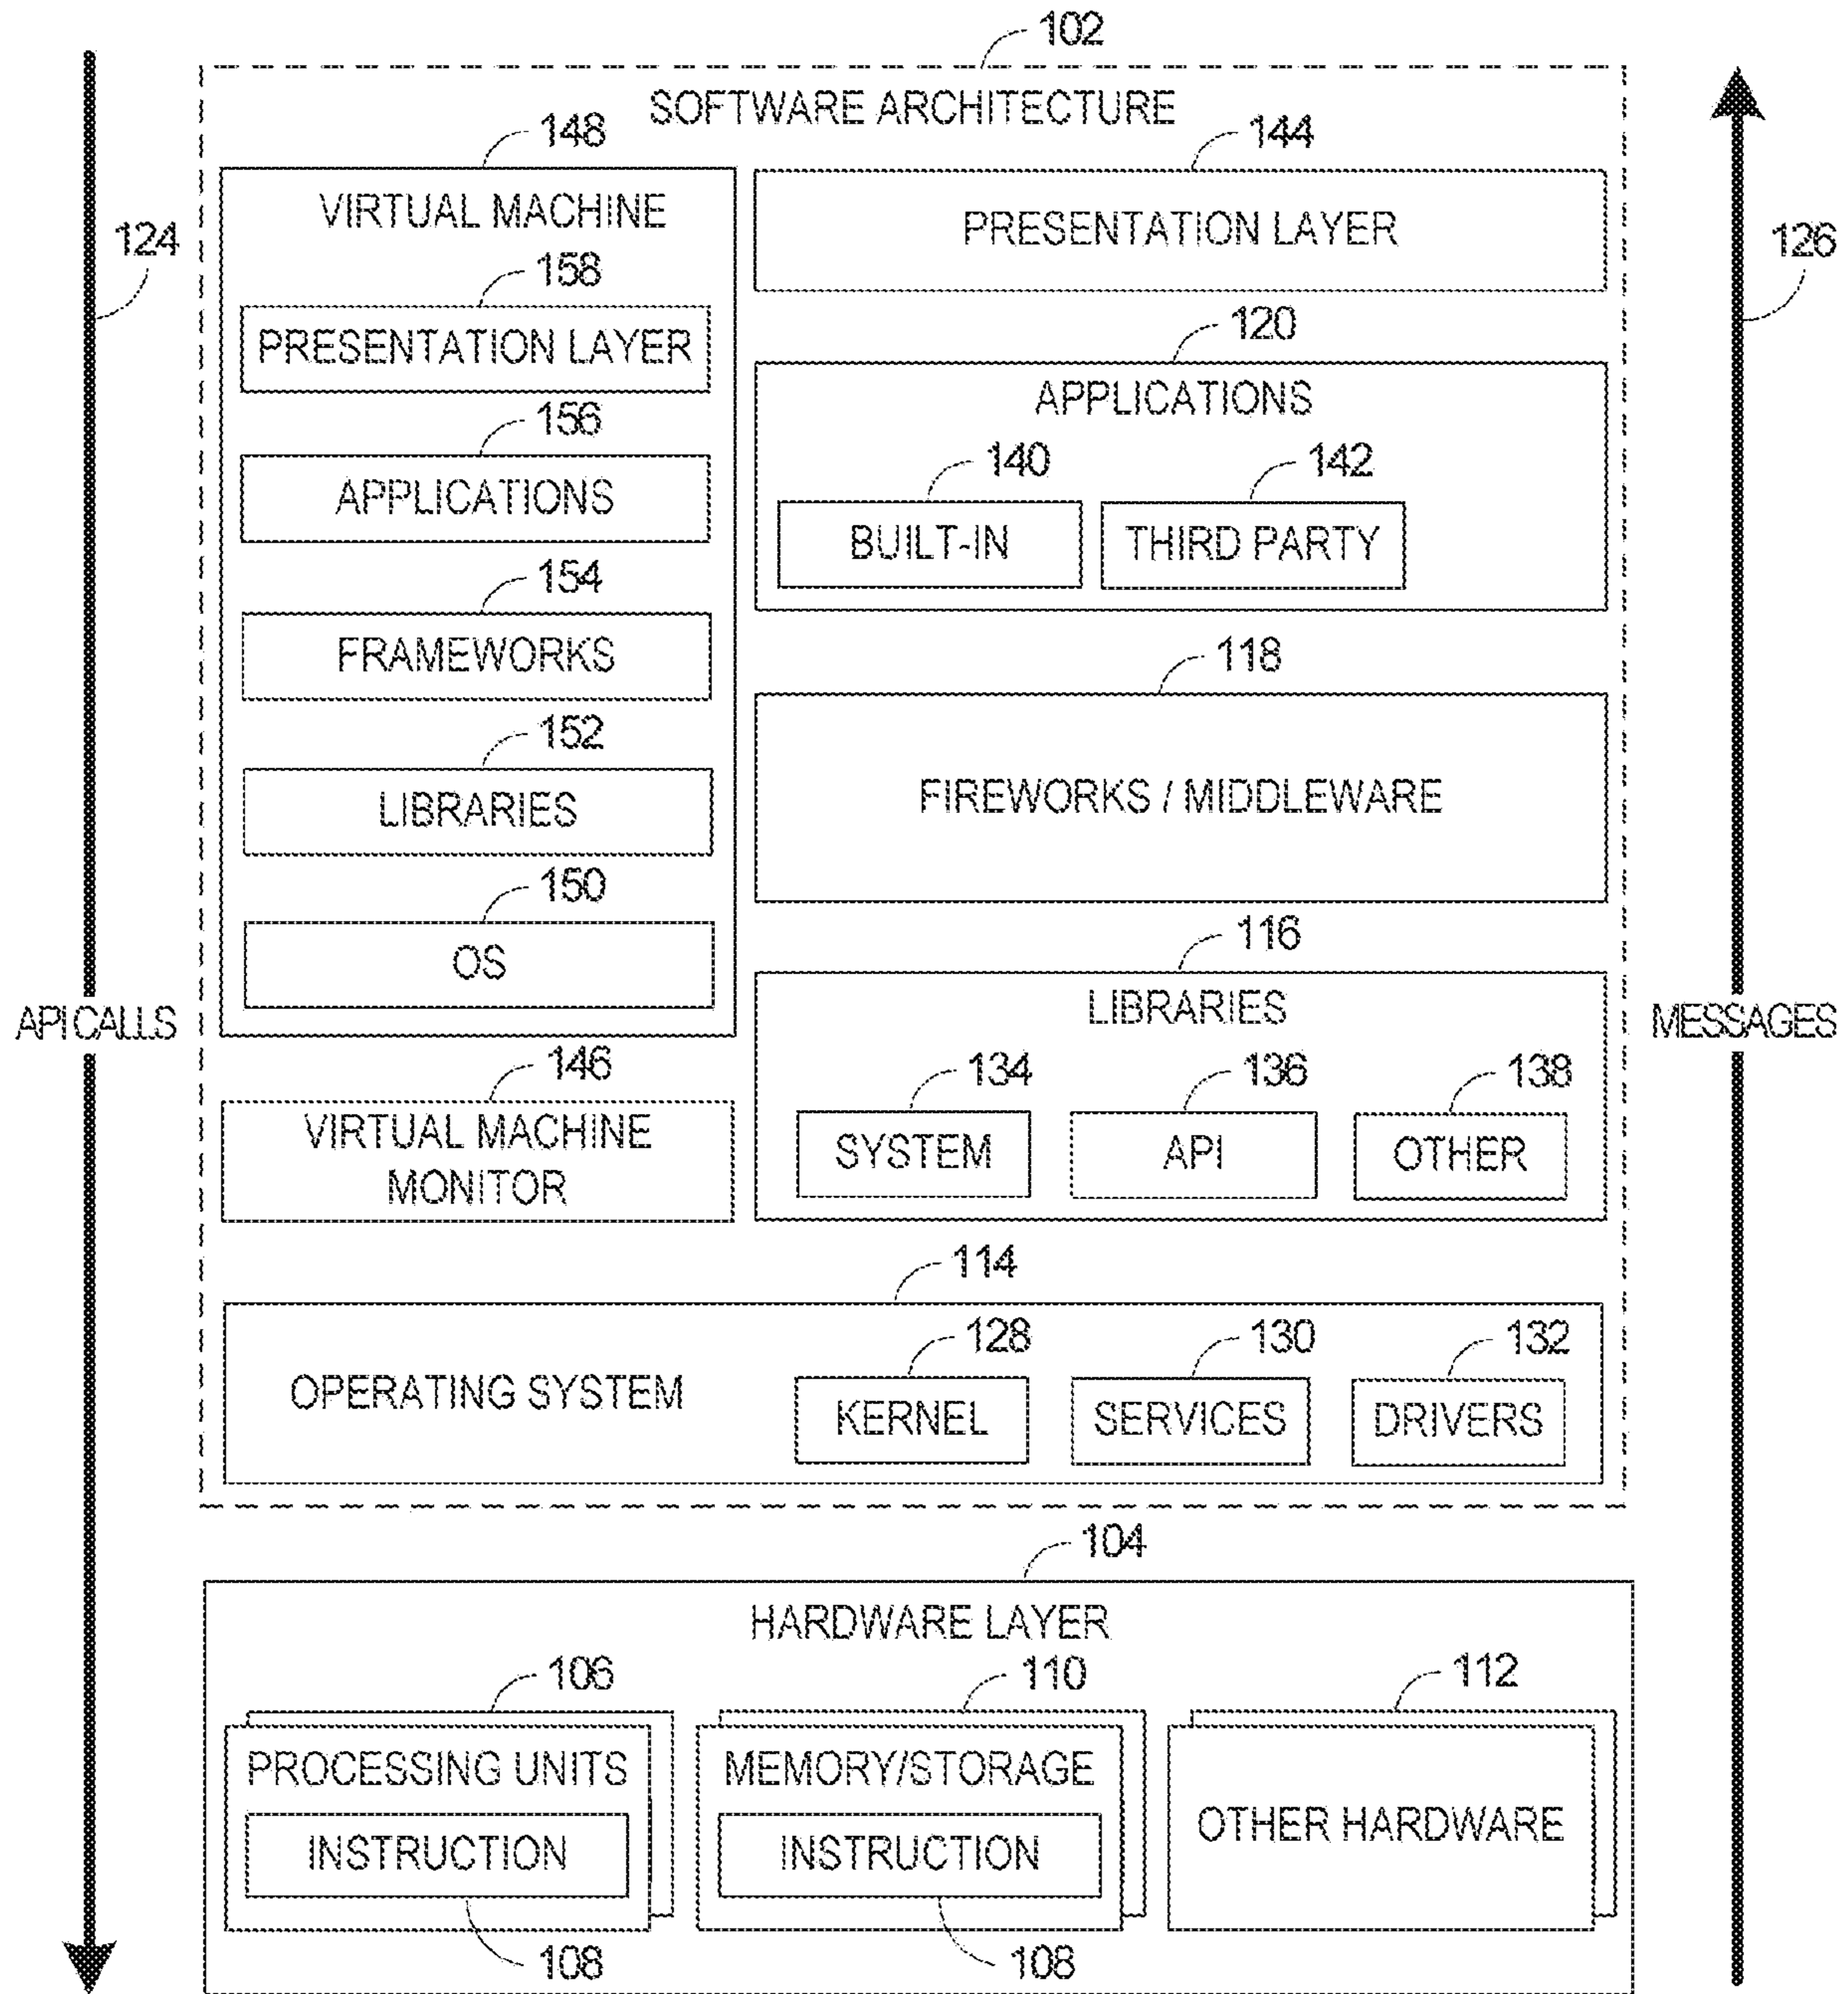 102
SOFTWARE ARCHITECTURE
148
144
VIRTUAL MACHINE
PRESENTATION LAYER
124
126
158
PRESENTATION LAYER
120
APPLICATIONS
156
APPLICATIONS
140
142
BUILT-IN
THIRD PARTY
154
FRAMEWORKS
118
FIREWORKS / MIDDLEWARE
152
LIBRARIES
150
OS
116
LIBRARIES
API CALLS
MESSAGES
146
VIRTUAL MACHINE
MONITOR
134
136
138
SYSTEM
API
OTHER
114
OPERATING SYSTEM
128
130
132
KERNEL
SERVICES
DRIVERS
104
HARDWARE LAYER
106
110
112
PROCESSING UNITS
INSTRUCTION
108
MEMORY/STORAGE
INSTRUCTION
108
OTHER HARDWARE